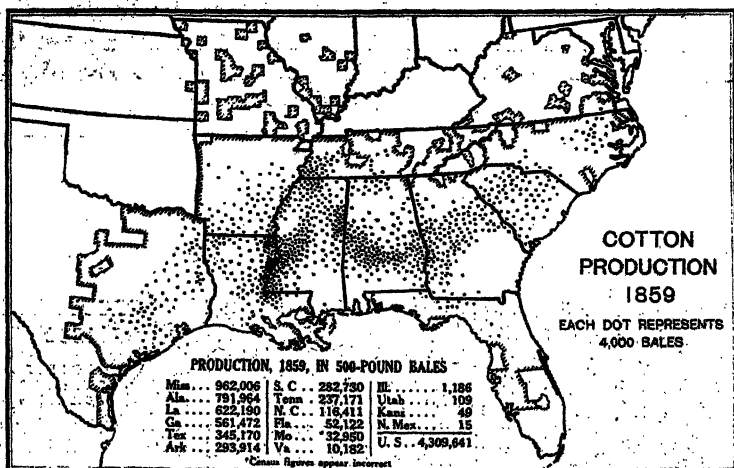 COTTON
PRODUCTION
1859
EACH DOT REPRESENTS
4,000 BALES
PRODUCTION, 1859, IN 500-POUND BALES
Miss... 962,006 S. C .. 282,730 Ill. ........ 1,186
Ala.... 791,964 Tenn .. 237,171 Utah ....... 109
La .... 622,190 N. C .. 116,411 Kans ....... 49
Ga .... 561,472 Fla.... 52,122 N. Mex..... 15
Tex ... 345,170 Mo... *32,950 U. S .. 4,309,641
Ark ... 293,914 Va .... 10,182
*Census figures appear incorrect